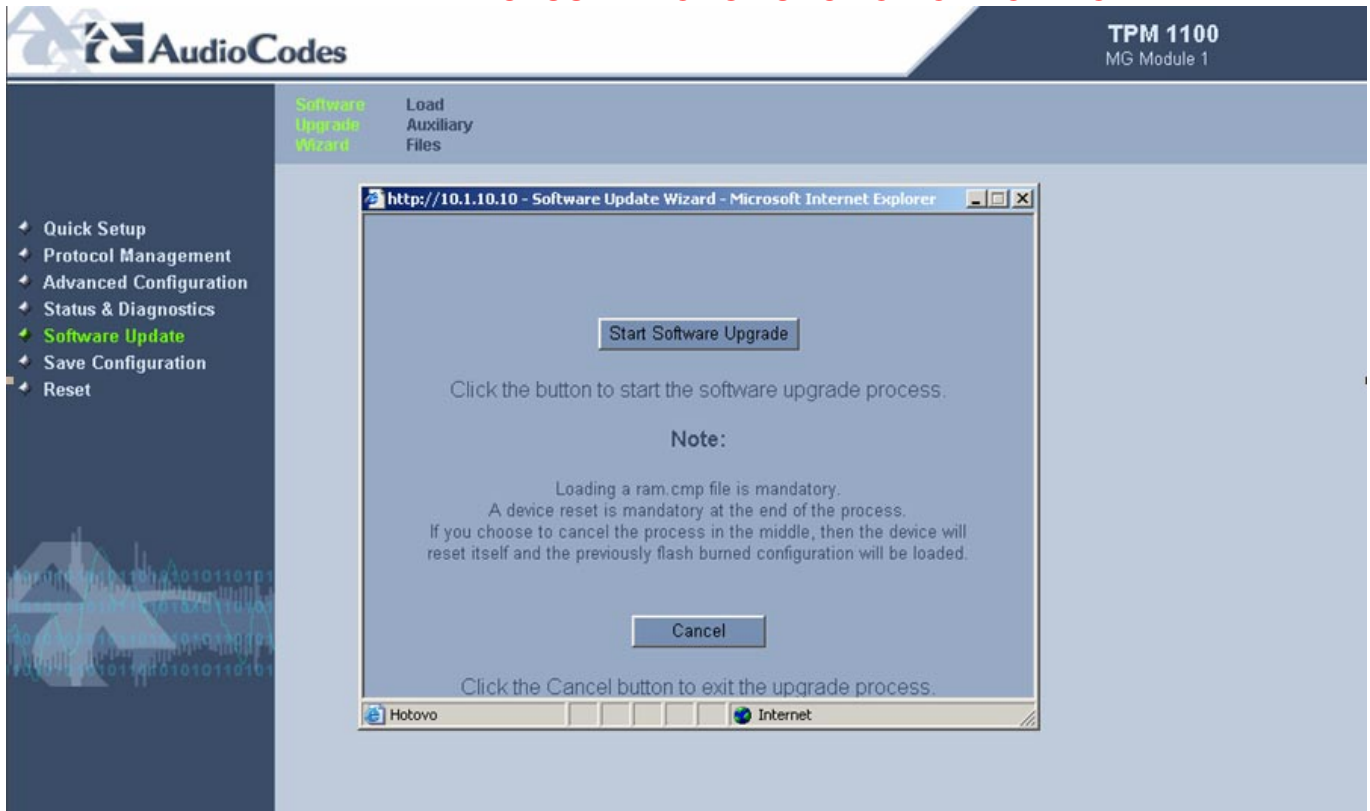 AudioCodes
TPM 1100
MG Module 1
Software Upgrade Wizard
Load Auxiliary Files
Quick Setup
Protocol Management
Advanced Configuration
Status & Diagnostics
Software Update
Save Configuration
Reset
http://10.1.10.10 - Software Update Wizard - Microsoft Internet Explorer
Start Software Upgrade
Click the button to start the software upgrade process.
Note:
Loading a ram.cmp file is mandatory.
A device reset is mandatory at the end of the process.
If you choose to cancel the process in the middle, then the device will
reset itself and the previously flash burned configuration will be loaded.
Cancel
Click the Cancel button to exit the upgrade process.
Hotovo
Internet